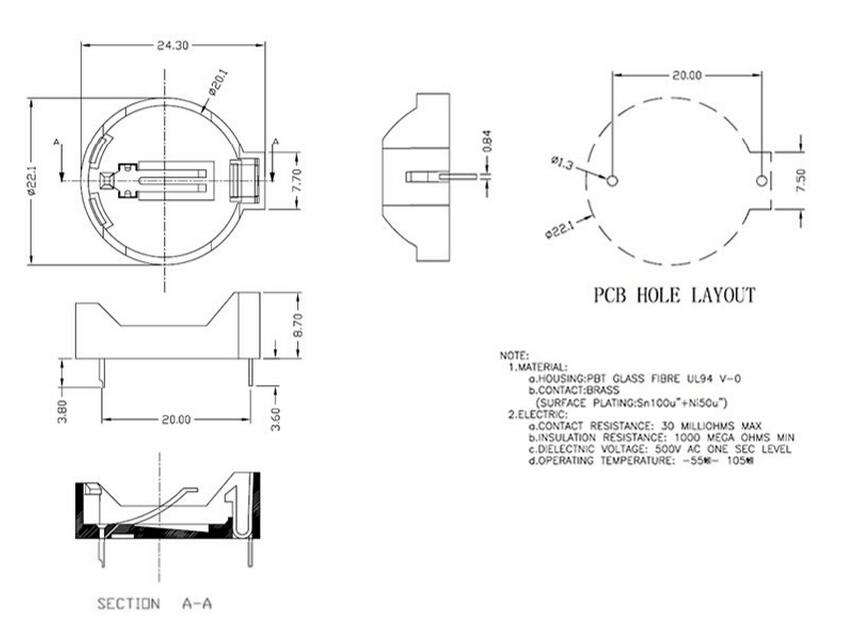 24.30
ø20.1
A
A
ø22.1
7.70
0.84
20.00
ø1.3
7.50
ø22.1
PCB HOLE LAYOUT
8.70
3.80
20.00
3.60
NOTE:
1.MATERIAL:
a.HOUSING:PBT GLASS FIBRE UL94 V-0
b.CONTACT:BRASS
(SURFACE PLATING:Sn100u"+Ni50u")
2.ELECTRIC:
a.CONTACT RESISTANCE: 30 MILLIOHMS MAX
b.INSULATION RESISTANCE: 1000 MEGA OHMS MIN
c.DIELECTNIC VOLTAGE: 500V AC ONE SEC LEVEL
d.OPERATING TEMPERATURE: -55 - 105
SECTION A-A